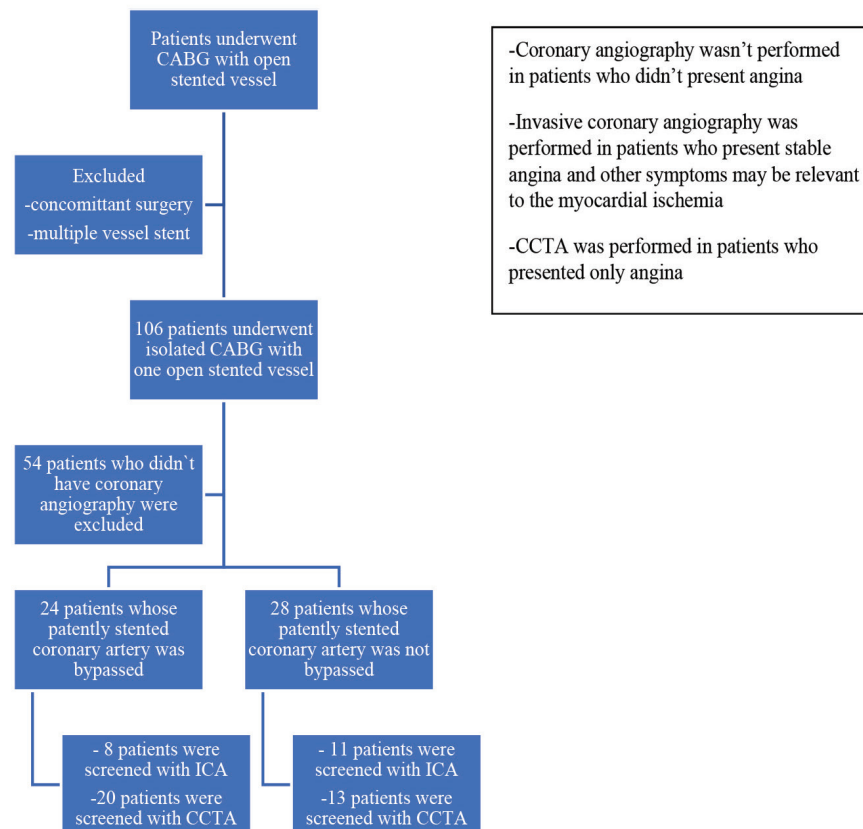 Patients underwent
CABG with open
stented vessel
Excluded
-concomittant surgery
-multiple vessel stent
106 patients underwent
isolated CABG with
one open stented vessel
54 patients who didn`t
have coronary
angiography were
excluded
24 patients whose
patently stented
coronary artery was
bypassed
28 patients whose
patently stented
coronary artery was not
bypassed
- 8 patients were
screened with ICA
-20 patients were
screened with CCTA
- 11 patients were
screened with ICA
-13 patients were
screened with CCTA
-Coronary angiography wasn’t performed
in patients who didn’t present angina
-Invasive coronary angiography was
performed in patients who present stable
angina and other symptoms may be relevant
to the myocardial ischemia
-CCTA was performed in patients who
presented only angina